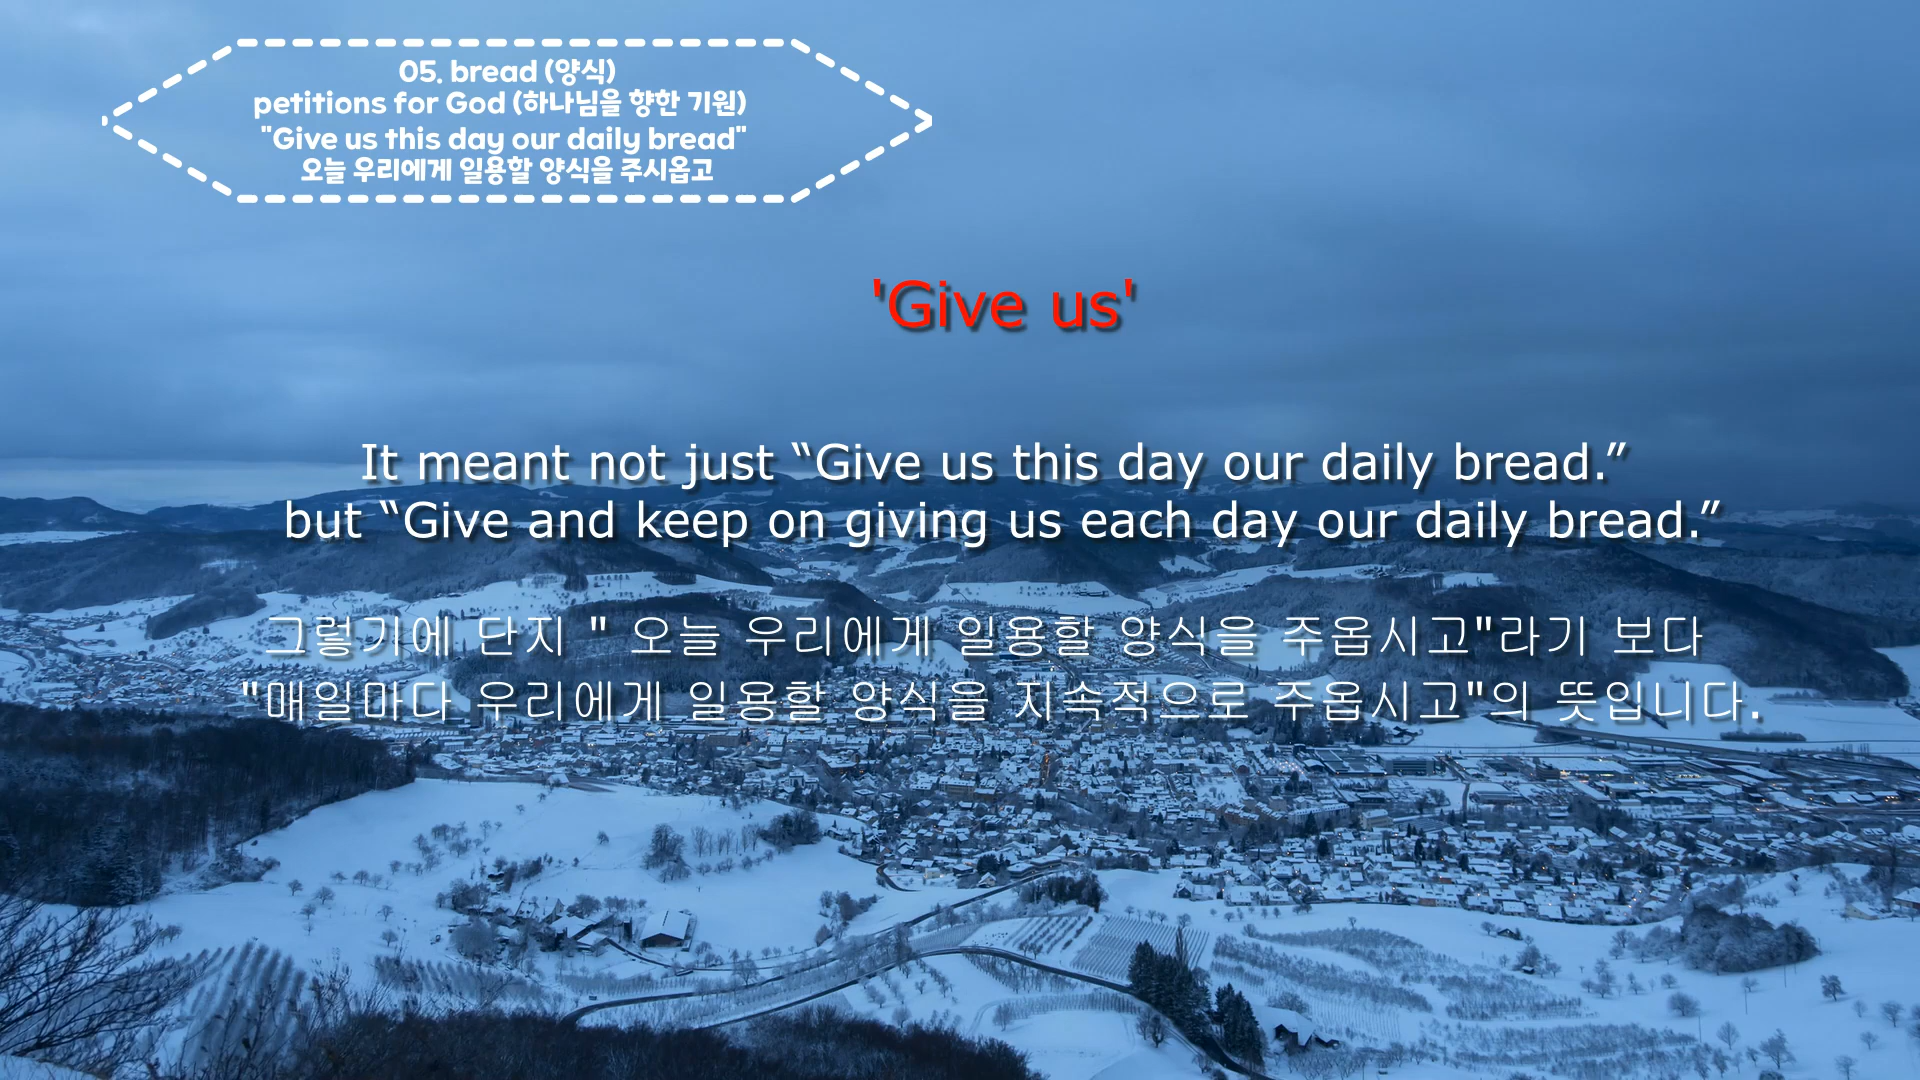 05. bread (양식)
petitions for God (하나님을 향한 기원)
"Give us this day our daily bread"
오늘 우리에게 일용할 양식을 주시옵고
'Give us'
It meant not just “Give us this day our daily bread.”
but “Give and keep on giving us each day our daily bread.”
그렇기에 단지 " 오늘 우리에게 일용할 양식을 주옵시고"라기 보다
"매일마다 우리에게 일용할 양식을 지속적으로 주옵시고"의 뜻입니다.